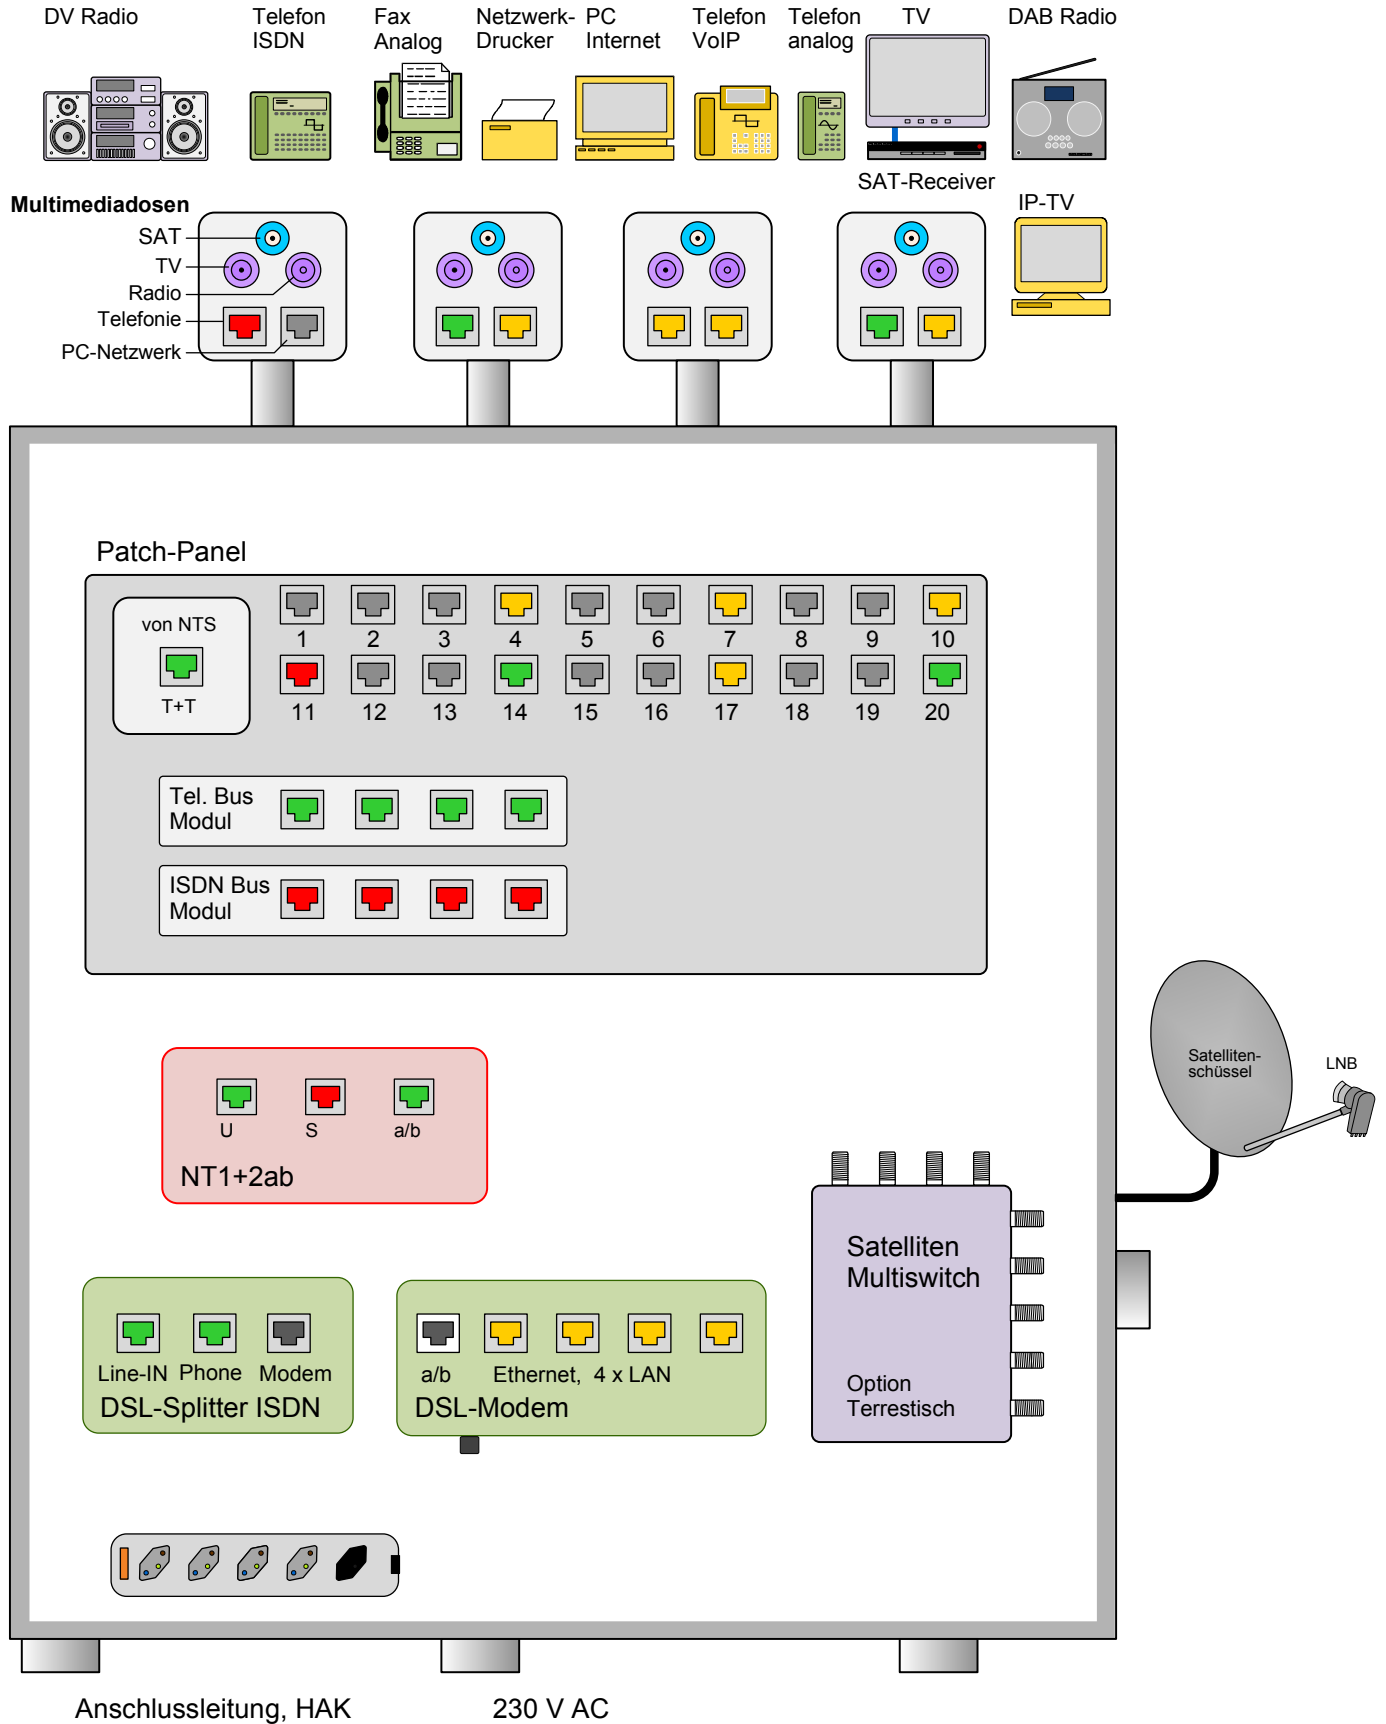 DV Radio
Telefon
ISDN
Fax
Analog
Netzwerk-
Drucker
PC
Internet
Telefon
VoIP
Telefon
analog
TV
DAB Radio
SAT-Receiver
IP-TV
Multimediadosen
SAT
TV
Radio
Telefonie
PC-Netzwerk
Patch-Panel
von NTS
T+T
1 2 3 4 5 6 7 8 9 10
11 12 13 14 15 16 17 18 19 20
Tel. Bus
Modul
ISDN Bus
Modul
Satelliten-
schüssel
LNB
U S a/b
NT1+2ab
Satelliten
Multiswitch
Option
Terrestisch
Line-IN Phone Modem
DSL-Splitter ISDN
a/b Ethernet, 4 x LAN
DSL-Modem
Anschlussleitung, HAK
230 V AC